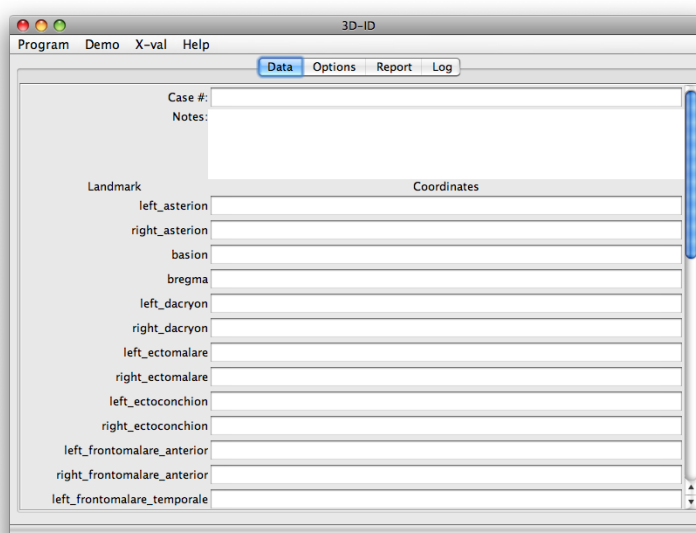 3D-ID
Program Demo X-val Help
Data Options Report Log
Case #:
Notes:
Landmark Coordinates
left_asterion
right_asterion
basion
bregma
left_dacryon
right_dacryon
left_ectomalare
right_ectomalare
left_ectoconchion
right_ectoconchion
left_frontomalare_anterior
right_frontomalare_anterior
left_frontomalare_temporale